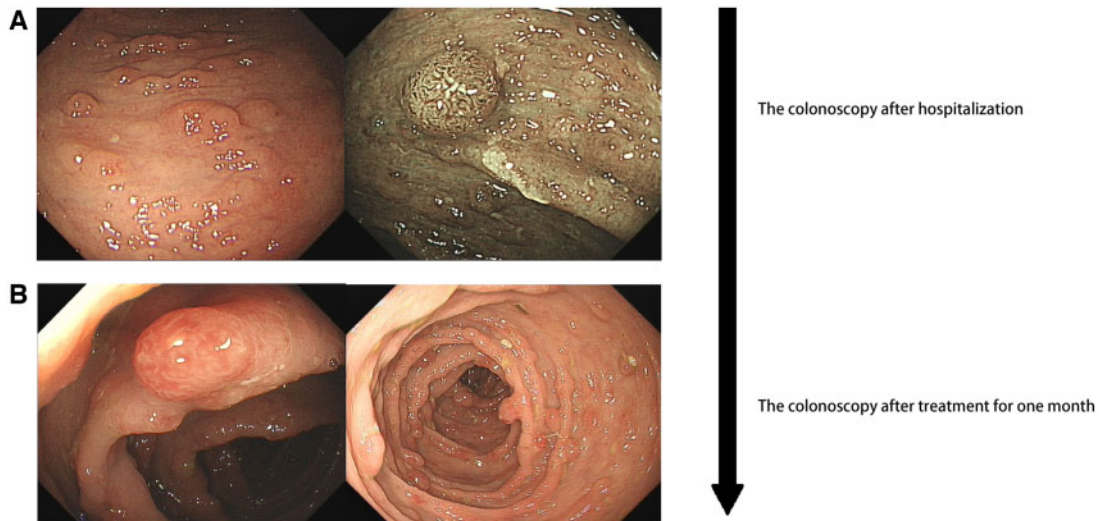 A
The colonoscopy after hospitalization
B
The colonoscopy after treatment for one month